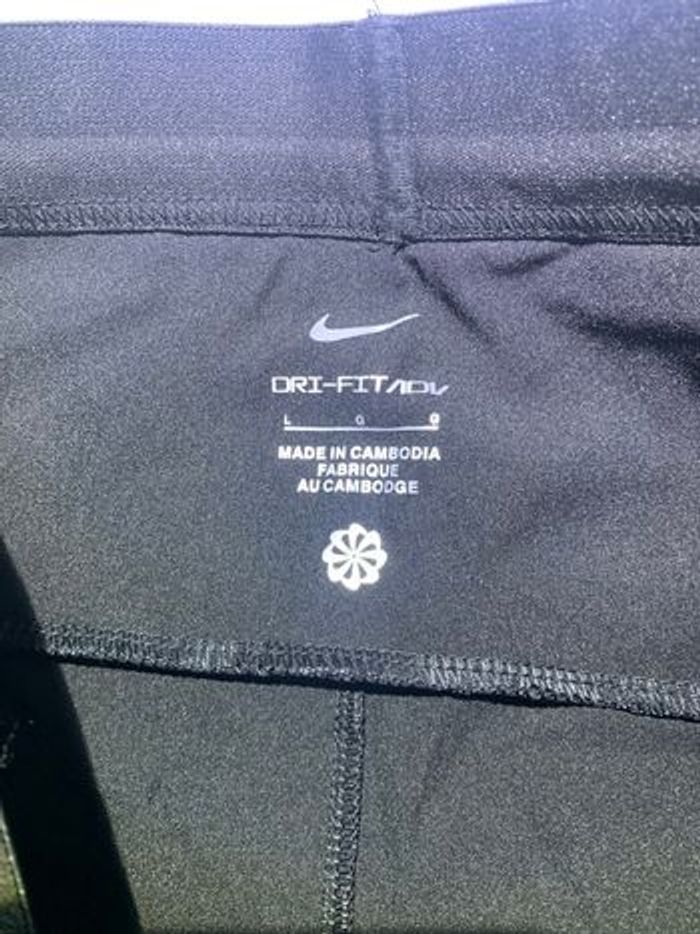 DRI-FIT ADV
L G G
MADE IN CAMBODIA
FABRIQUE
AU CAMBODGE